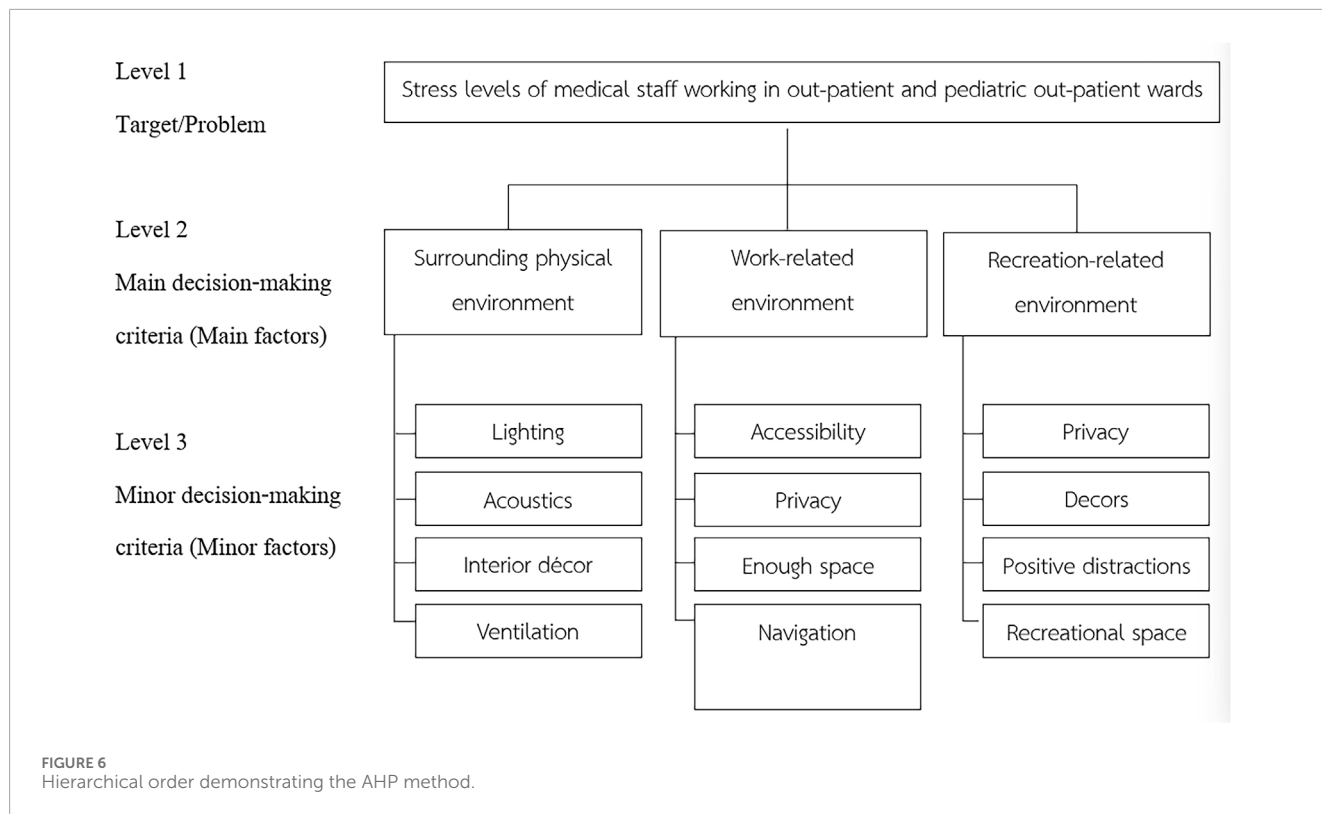 Level 1
Target/Problem
Stress levels of medical staff working in out-patient and pediatric out-patient wards
Level 2
Main decision-making
criteria (Main factors)
Surrounding physical
environment
Work-related
environment
Recreation-related
environment
Level 3
Minor decision-making
criteria (Minor factors)
Lighting
Acoustics
Interior décor
Ventilation
Accessibility
Privacy
Enough space
Navigation
Privacy
Decors
Positive distractions
Recreational space
FIGURE 6
Hierarchical order demonstrating the AHP method.